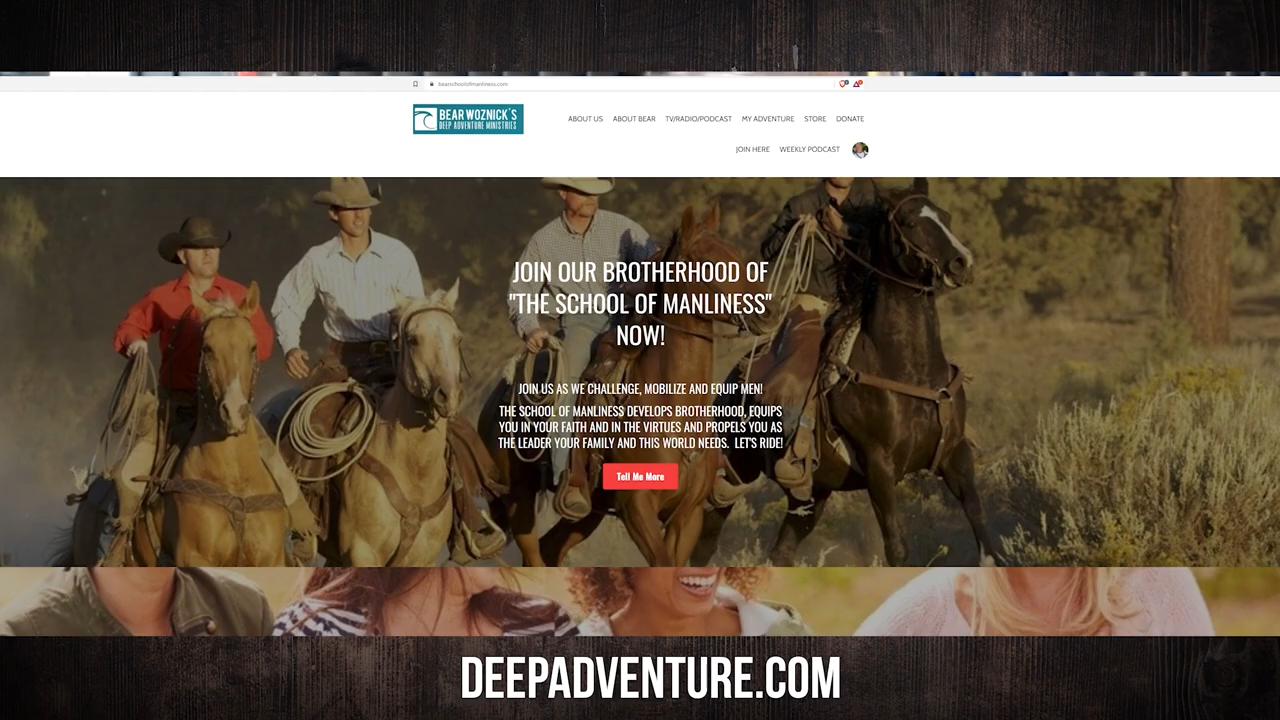 bearschoolofmanliness.com
BEAR WOZNICK'S
DEEP ADVENTURE MINISTRIES
ABOUT US ABOUT BEAR TV/RADIO/PODCAST MY ADVENTURE STORE DONATE
JOIN HERE WEEKLY PODCAST
JOIN OUR BROTHERHOOD OF
"THE SCHOOL OF MANLINESS"
NOW!
JOIN US AS WE CHALLENGE, MOBILIZE AND EQUIP MEN!
THE SCHOOL OF MANLINESS DEVELOPS BROTHERHOOD, EQUIPS
YOU IN YOUR FAITH AND IN THE VIRTUES AND PROPELS YOU AS
THE LEADER YOUR FAMILY AND THIS WORLD NEEDS. LET'S RIDE!
Tell Me More
DEEPADVENTURE.COM